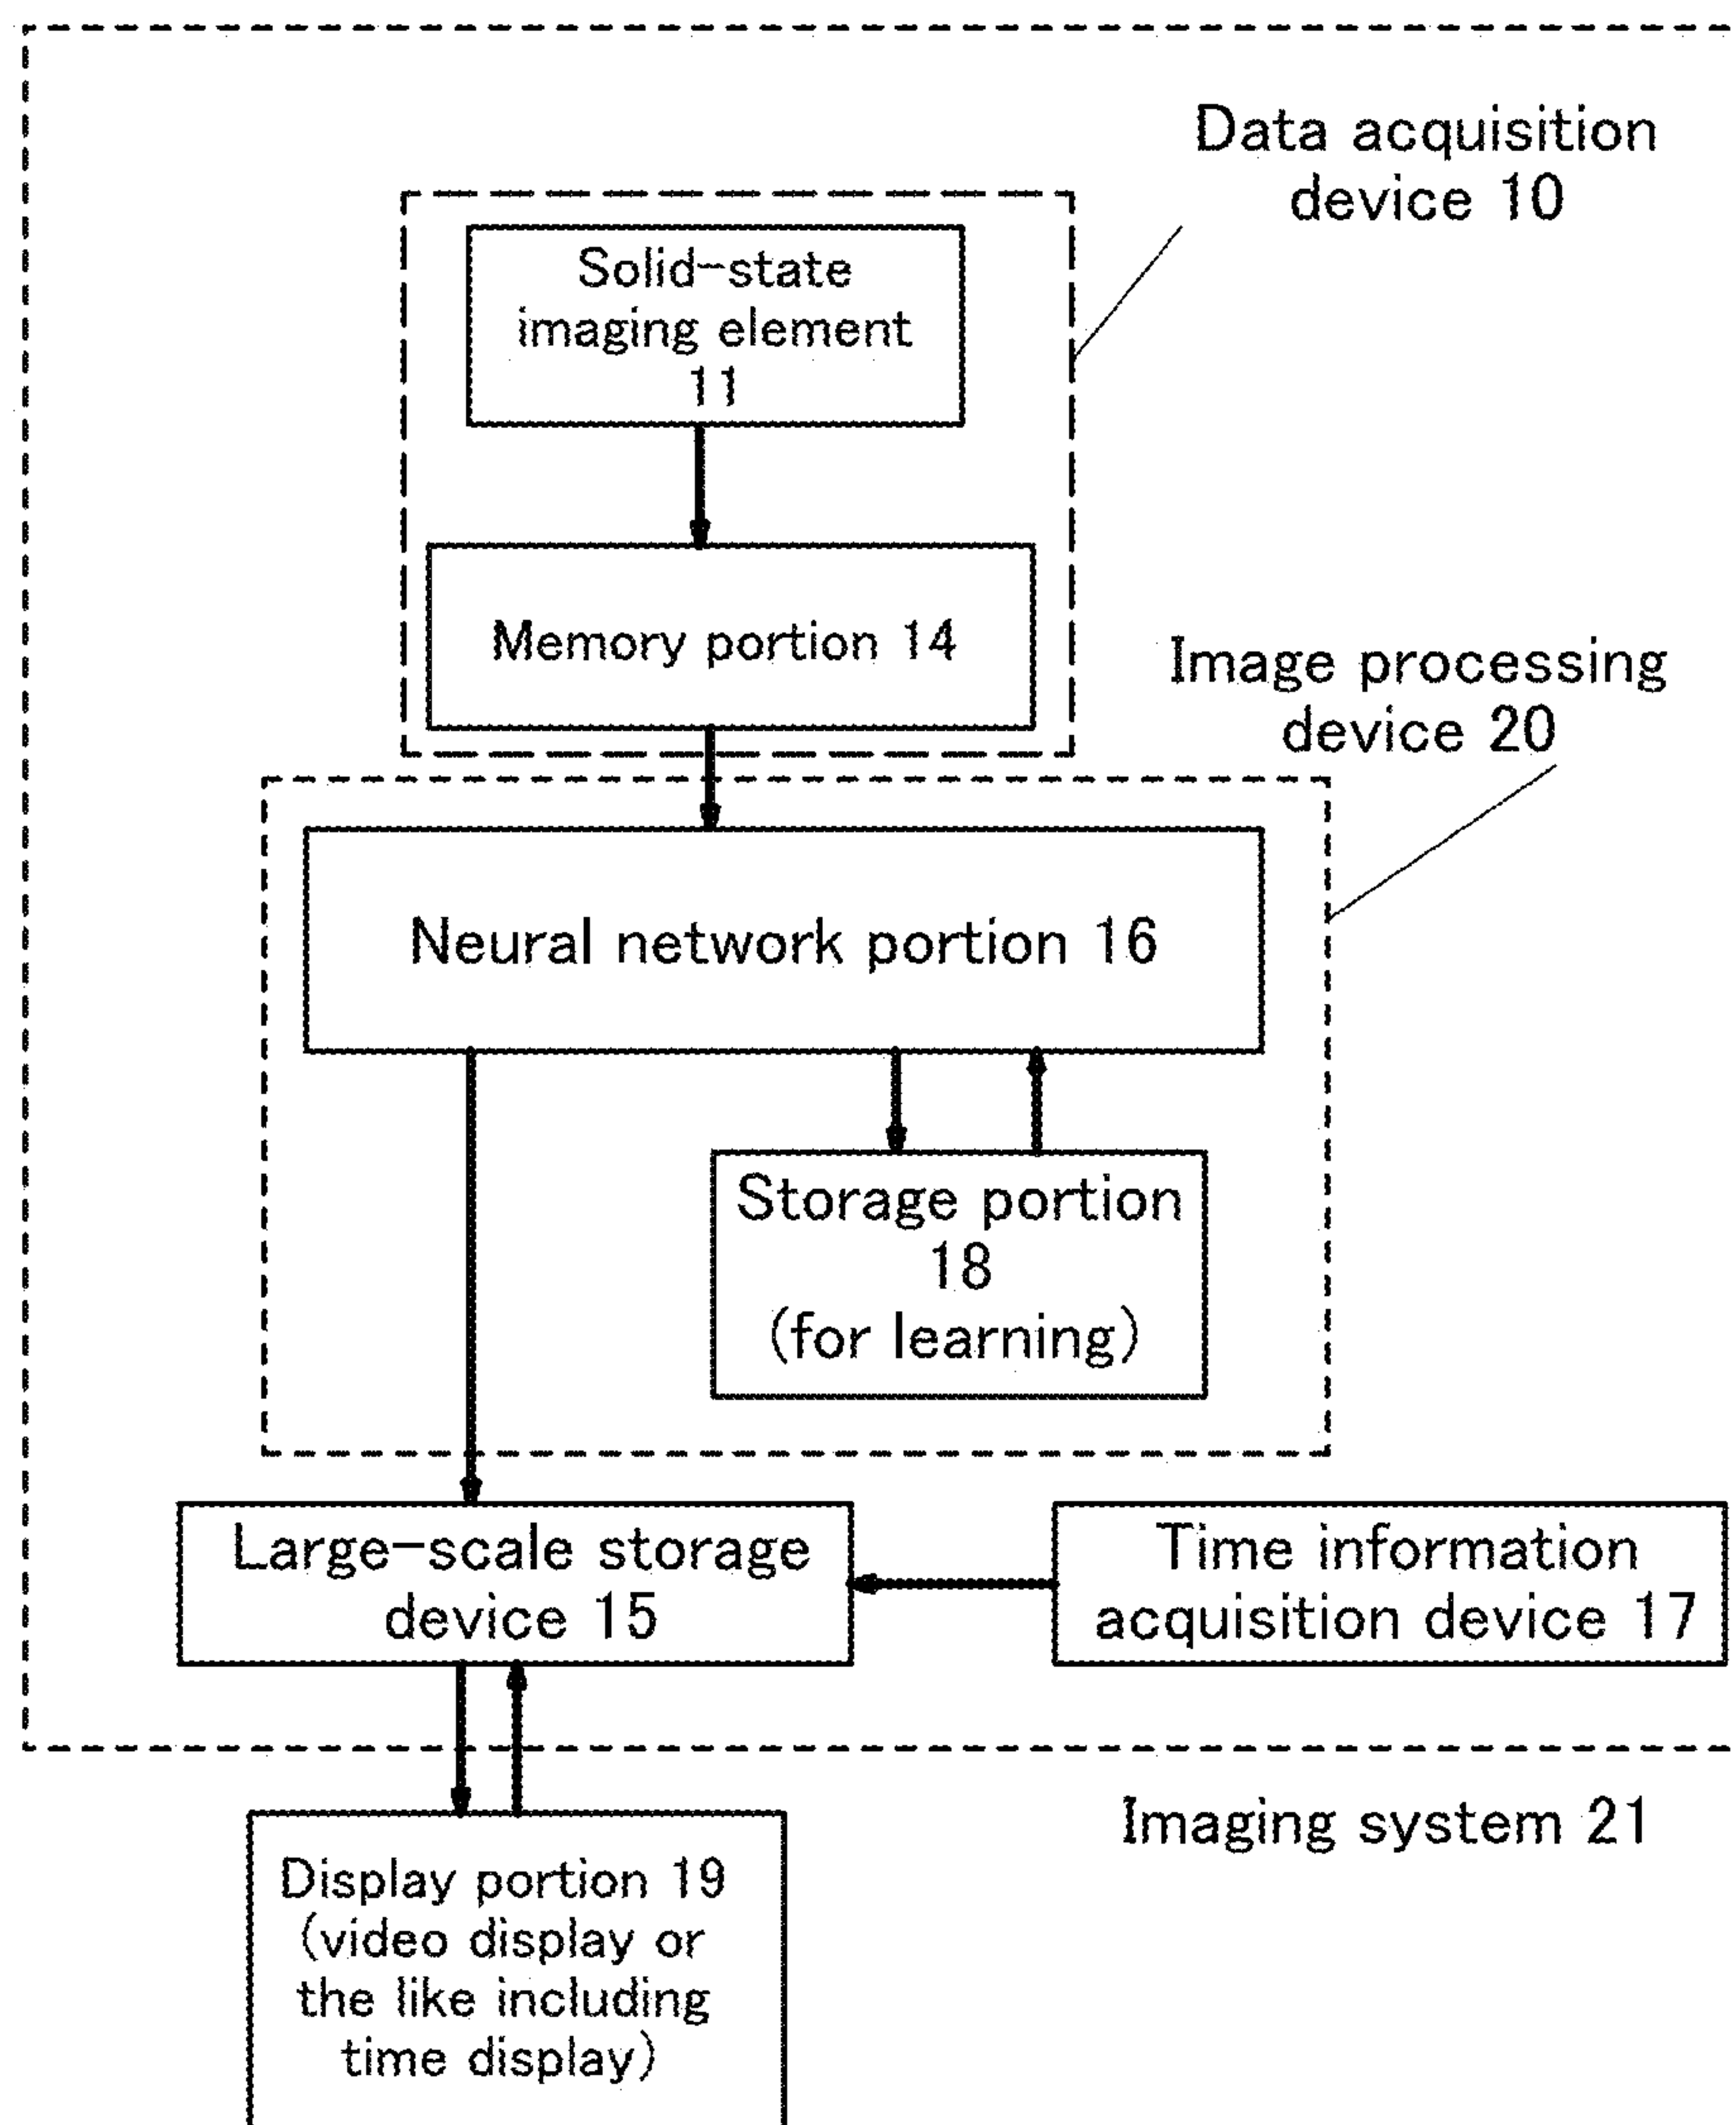 Data acquisition
device 10
Solid-state
imaging element
11
Memory portion 14
Image processing
device 20
Neural network portion 16
Storage portion
18
(for learning)
Large-scale storage
device 15
Time information
acquisition device 17
Imaging system 21
Display portion 19
(video display or
the like including
time display)